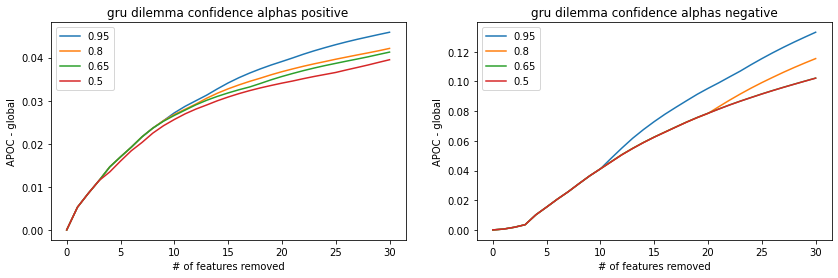 gru dilemma confidence alphas positive
0.95
0.8
0.65
0.5
APOC - global
0.04
0.03
0.02
0.01
0.00
0 5 10 15 20 25 30
# of features removed
gru dilemma confidence alphas negative
0.95
0.8
0.65
0.5
APOC - global
0.12
0.10
0.08
0.06
0.04
0.02
0.00
0 5 10 15 20 25 30
# of features removed